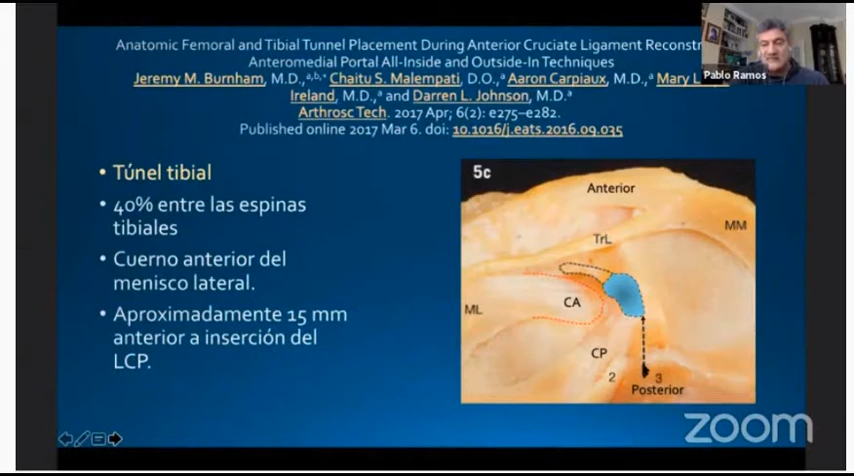 Anatomic Femoral and Tibial Tunnel Placement During Anterior Cruciate Ligament
Anteromedial Portal All-Inside and Outside-In Techniques
Jeremy M. Burnham, M.D.,a,b,* Chaitu S. Malempati, D.O.,a Aaron Carpiaux, M.D.,a Mary
Ireland, M.D.,a and Darren L. Johnson, M.D.a
Arthrosc Tech. 2017 Apr; 6(2): e275–e282.
Published online 2017 Mar 6. doi: 10.1016/j.eats.2016.09.035
Pablo Ramos
• Túnel tibial
• 40% entre las espinas
tibiales
• Cuerno anterior del
menisco lateral.
• Aproximadamente 15 mm
anterior a inserción del
LCP.
5c
Anterior
MM
TrL
CA
ML
CP
2
3
Posterior
zoom